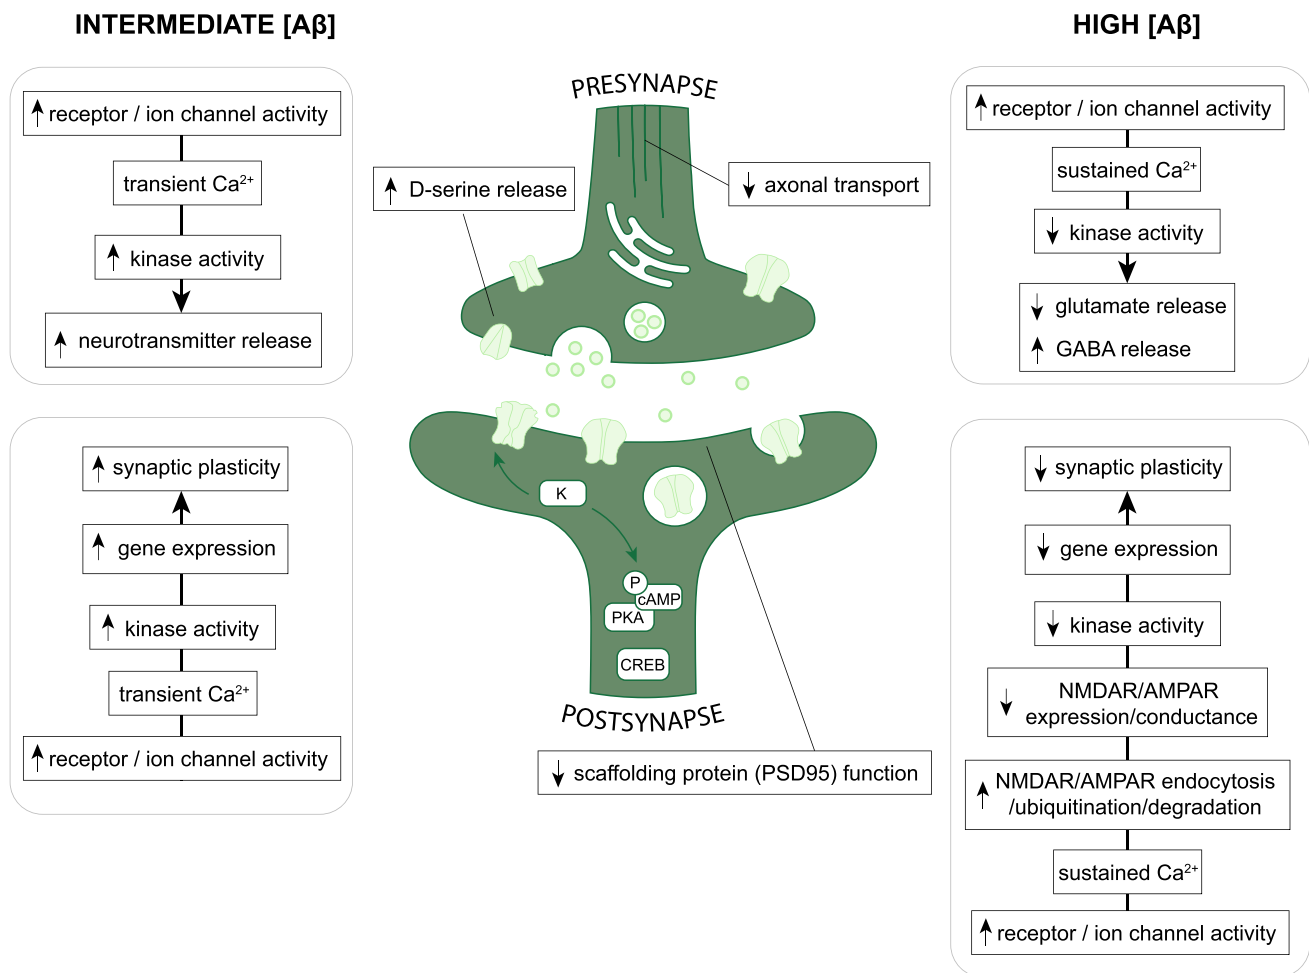 INTERMEDIATE [Aβ]
↑ receptor / ion channel activity
transient Ca²⁺
↑ kinase activity
↑ neurotransmitter release
↑ synaptic plasticity
↑ gene expression
↑ kinase activity
transient Ca²⁺
↑ receptor / ion channel activity
PRESYNAPSE
↑ D-serine release
↓ axonal transport
K
P
cAMP
PKA
CREB
POSTSYNAPSE
↓ scaffolding protein (PSD95) function
HIGH [Aβ]
↑ receptor / ion channel activity
sustained Ca²⁺
↓ kinase activity
↓ glutamate release
↑ GABA release
↓ synaptic plasticity
↓ gene expression
↓ kinase activity
↓ NMDAR/AMPAR
expression/conductance
↑ NMDAR/AMPAR endocytosis
/ubiquitination/degradation
sustained Ca²⁺
↑ receptor / ion channel activity